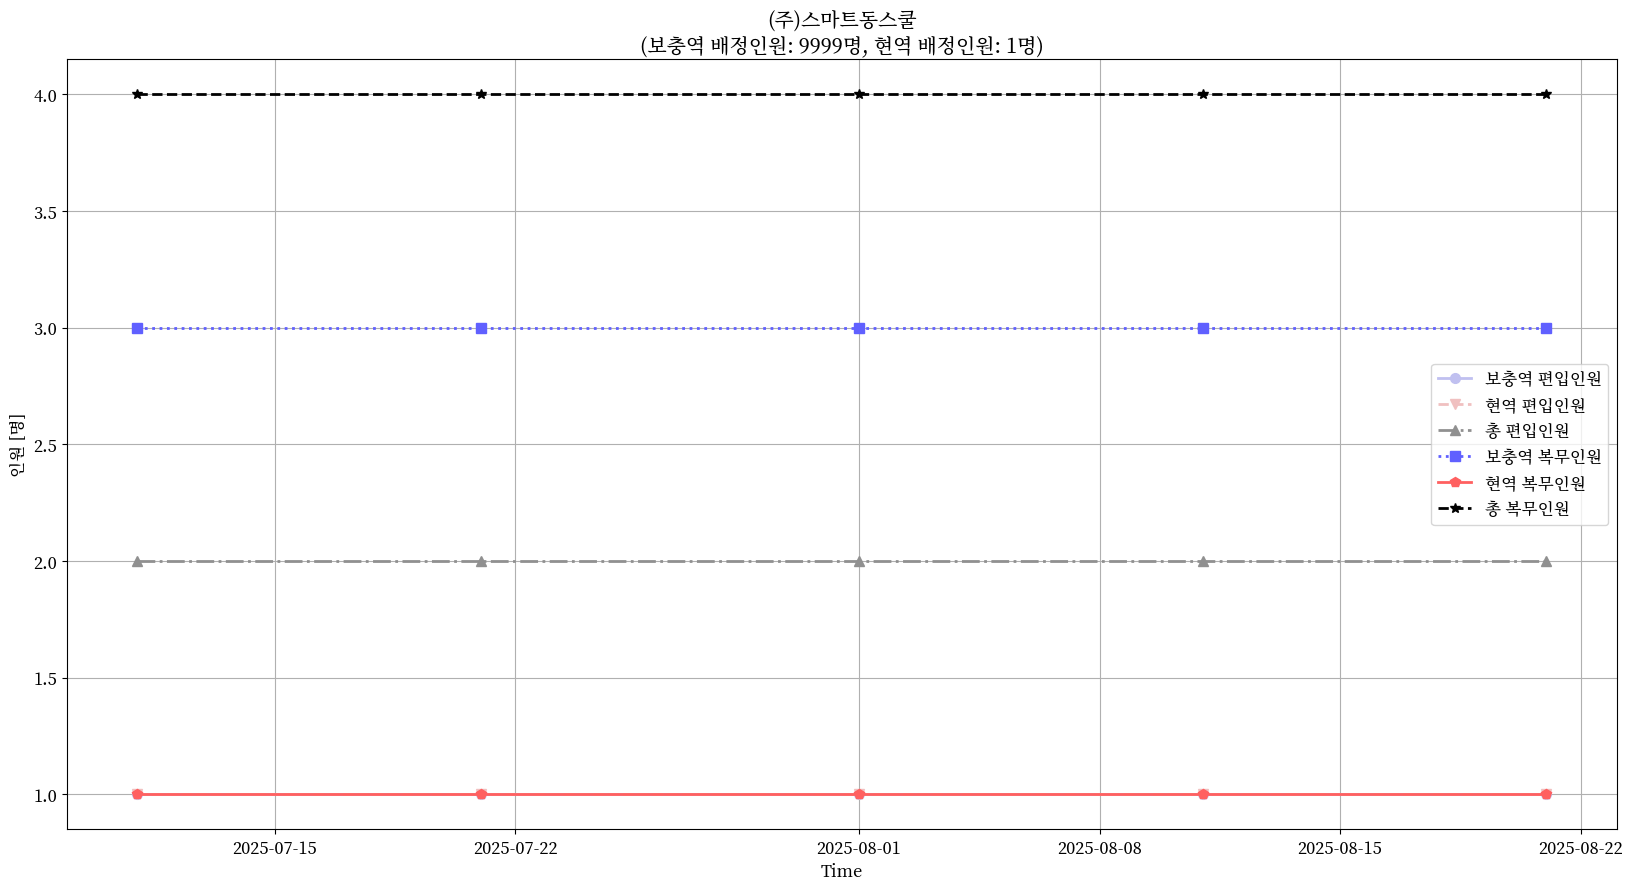 (주)스마트동스쿨
(보충역 배정인원: 9999명, 현역 배정인원: 1명)
4.0
3.5
3.0
2.5
2.0
1.5
1.0
인원 [명]
보충역 편입인원
현역 편입인원
총 편입인원
보충역 복무인원
현역 복무인원
총 복무인원
2025-07-15
2025-07-22
2025-08-01
2025-08-08
2025-08-15
2025-08-22
Time